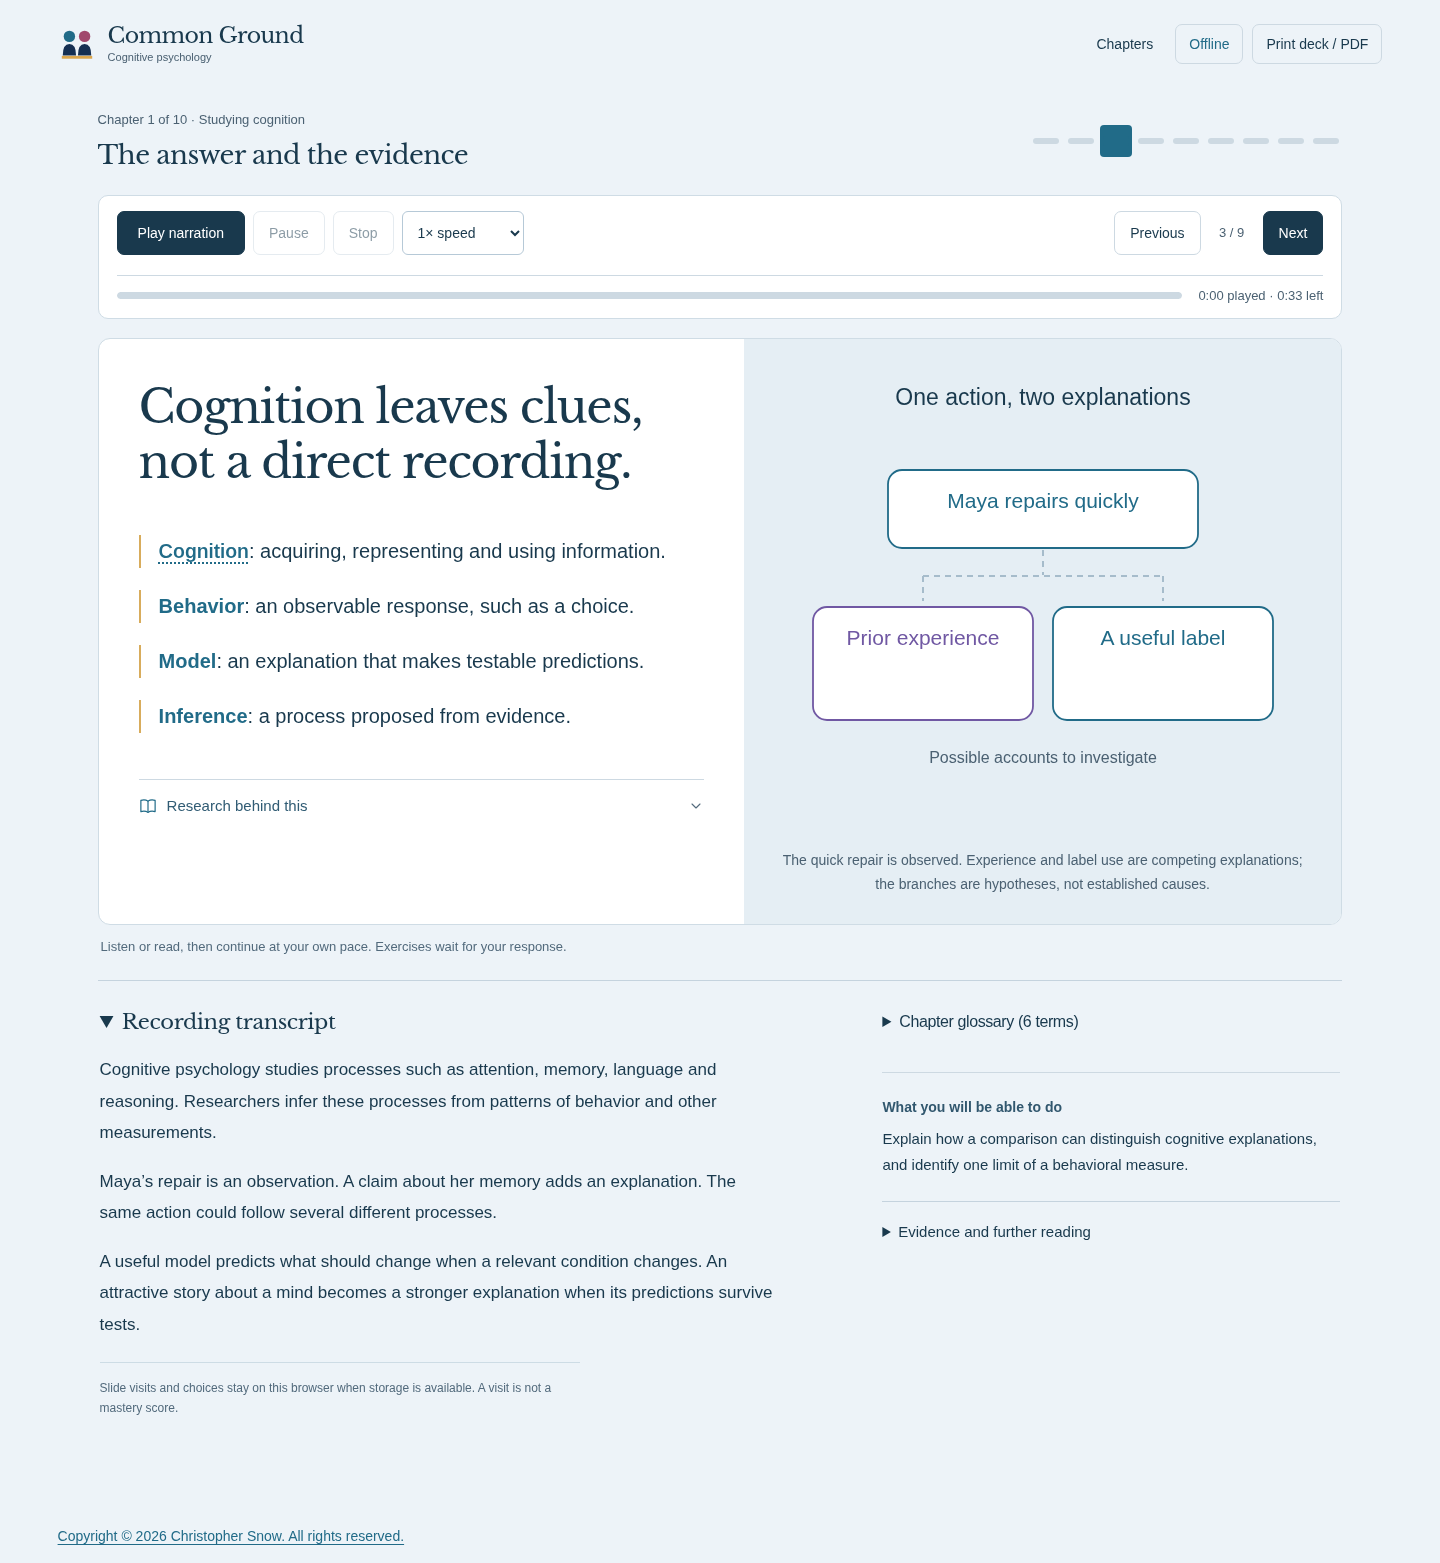 Common Ground
Cognitive psychology
Chapters
Offline
Print deck / PDF
Chapter 1 of 10 · Studying cognition
The answer and the evidence
Play narration
Pause
Stop
1× speed
Previous
3 / 9
Next
0:00 played · 0:33 left
Cognition leaves clues,
not a direct recording.
Cognition: acquiring, representing and using information.
Behavior: an observable response, such as a choice.
Model: an explanation that makes testable predictions.
Inference: a process proposed from evidence.
Research behind this
One action, two explanations
Maya repairs quickly
Prior experience
A useful label
Possible accounts to investigate
The quick repair is observed. Experience and label use are competing explanations;
the branches are hypotheses, not established causes.
Listen or read, then continue at your own pace. Exercises wait for your response.
Recording transcript
Cognitive psychology studies processes such as attention, memory, language and
reasoning. Researchers infer these processes from patterns of behavior and other
measurements.
Maya’s repair is an observation. A claim about her memory adds an explanation. The
same action could follow several different processes.
A useful model predicts what should change when a relevant condition changes. An
attractive story about a mind becomes a stronger explanation when its predictions survive
tests.
Slide visits and choices stay on this browser when storage is available. A visit is not a
mastery score.
Chapter glossary (6 terms)
What you will be able to do
Explain how a comparison can distinguish cognitive explanations,
and identify one limit of a behavioral measure.
Evidence and further reading
Copyright © 2026 Christopher Snow. All rights reserved.